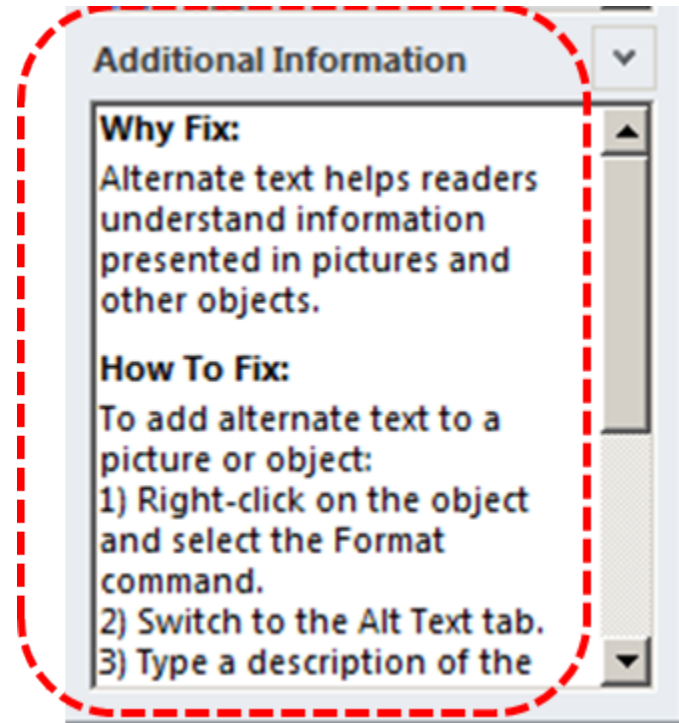 Additional Information
Why Fix:
Alternate text helps readers
understand information
presented in pictures and
other objects.
How To Fix:
To add alternate text to a
picture or object:
1) Right-click on the object
and select the Format
command.
2) Switch to the Alt Text tab.
3) Type a description of the